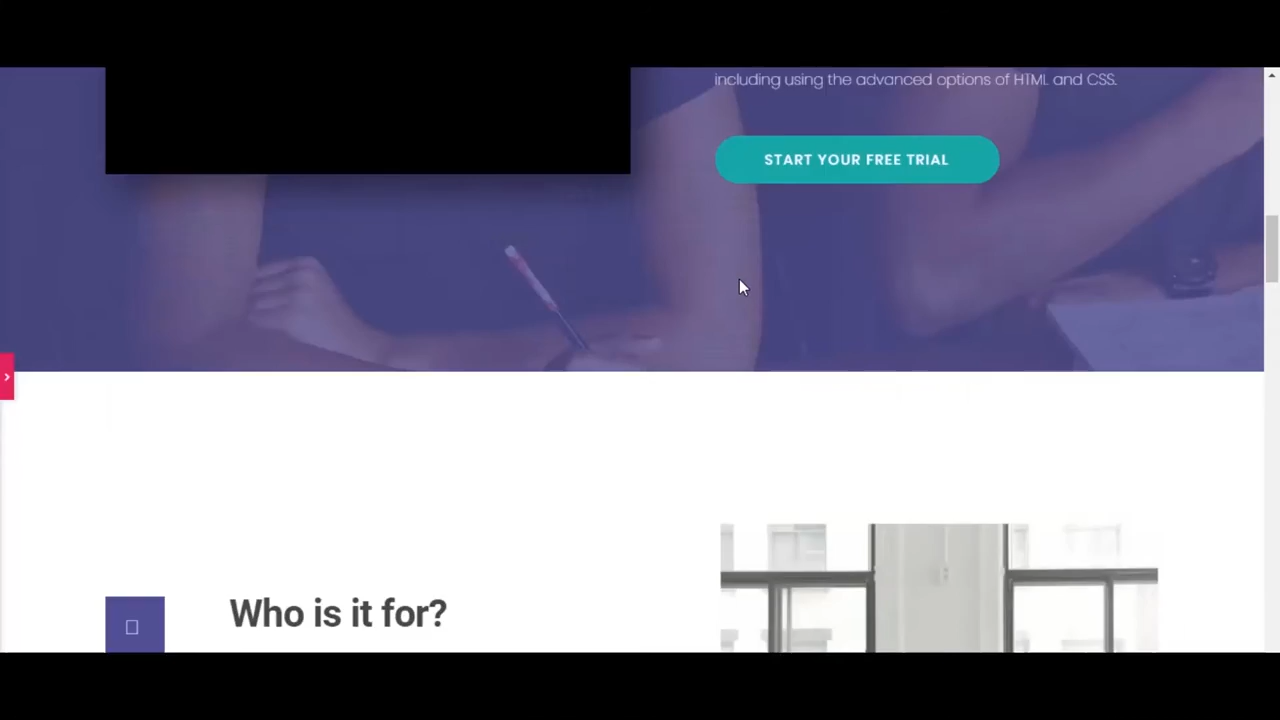 including using the advanced options of HTML and CSS.
START YOUR FREE TRIAL
Who is it for?